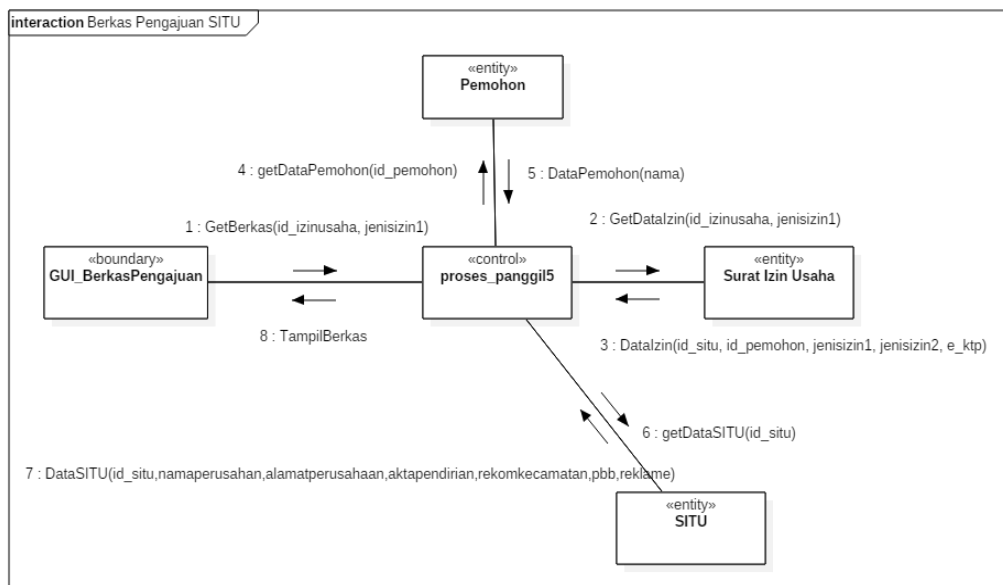 interaction Berkas Pengajuan SITU
«entity»
Pemohon
4 : getDataPemohon(id_pemohon)
5 : DataPemohon(nama)
1 : GetBerkas(id_izinusaha, jenisizin1)
2 : GetDataIzin(id_izinusaha, jenisizin1)
«boundary»
GUI_BerkasPengajuan
«control»
proses_panggil5
«entity»
Surat Izin Usaha
8 : TampilBerkas
3 : DataIzin(id_situ, id_pemohon, jenisizin1, jenisizin2, e_ktp)
6 : getDataSITU(id_situ)
7 : DataSITU(id_situ,namaperusahan,alamatperusahaan,aktapendirian,rekomkecamatan,pbb,reklame)
«entity»
SITU